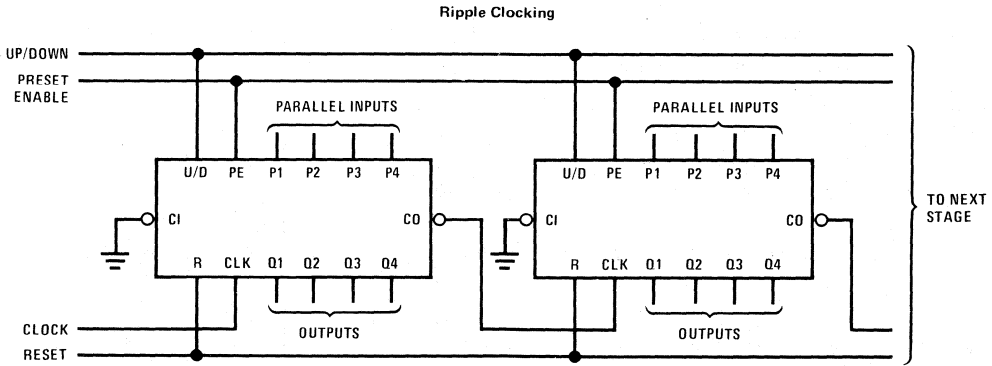 Ripple Clocking
UP/DOWN
PRESET
ENABLE
PARALLEL INPUTS
PARALLEL INPUTS
U/D PE P1 P2 P3 P4
U/D PE P1 P2 P3 P4
CI CO
CI CO
TO NEXT
STAGE
R CLK Q1 Q2 Q3 Q4
R CLK Q1 Q2 Q3 Q4
CLOCK
OUTPUTS
OUTPUTS
RESET